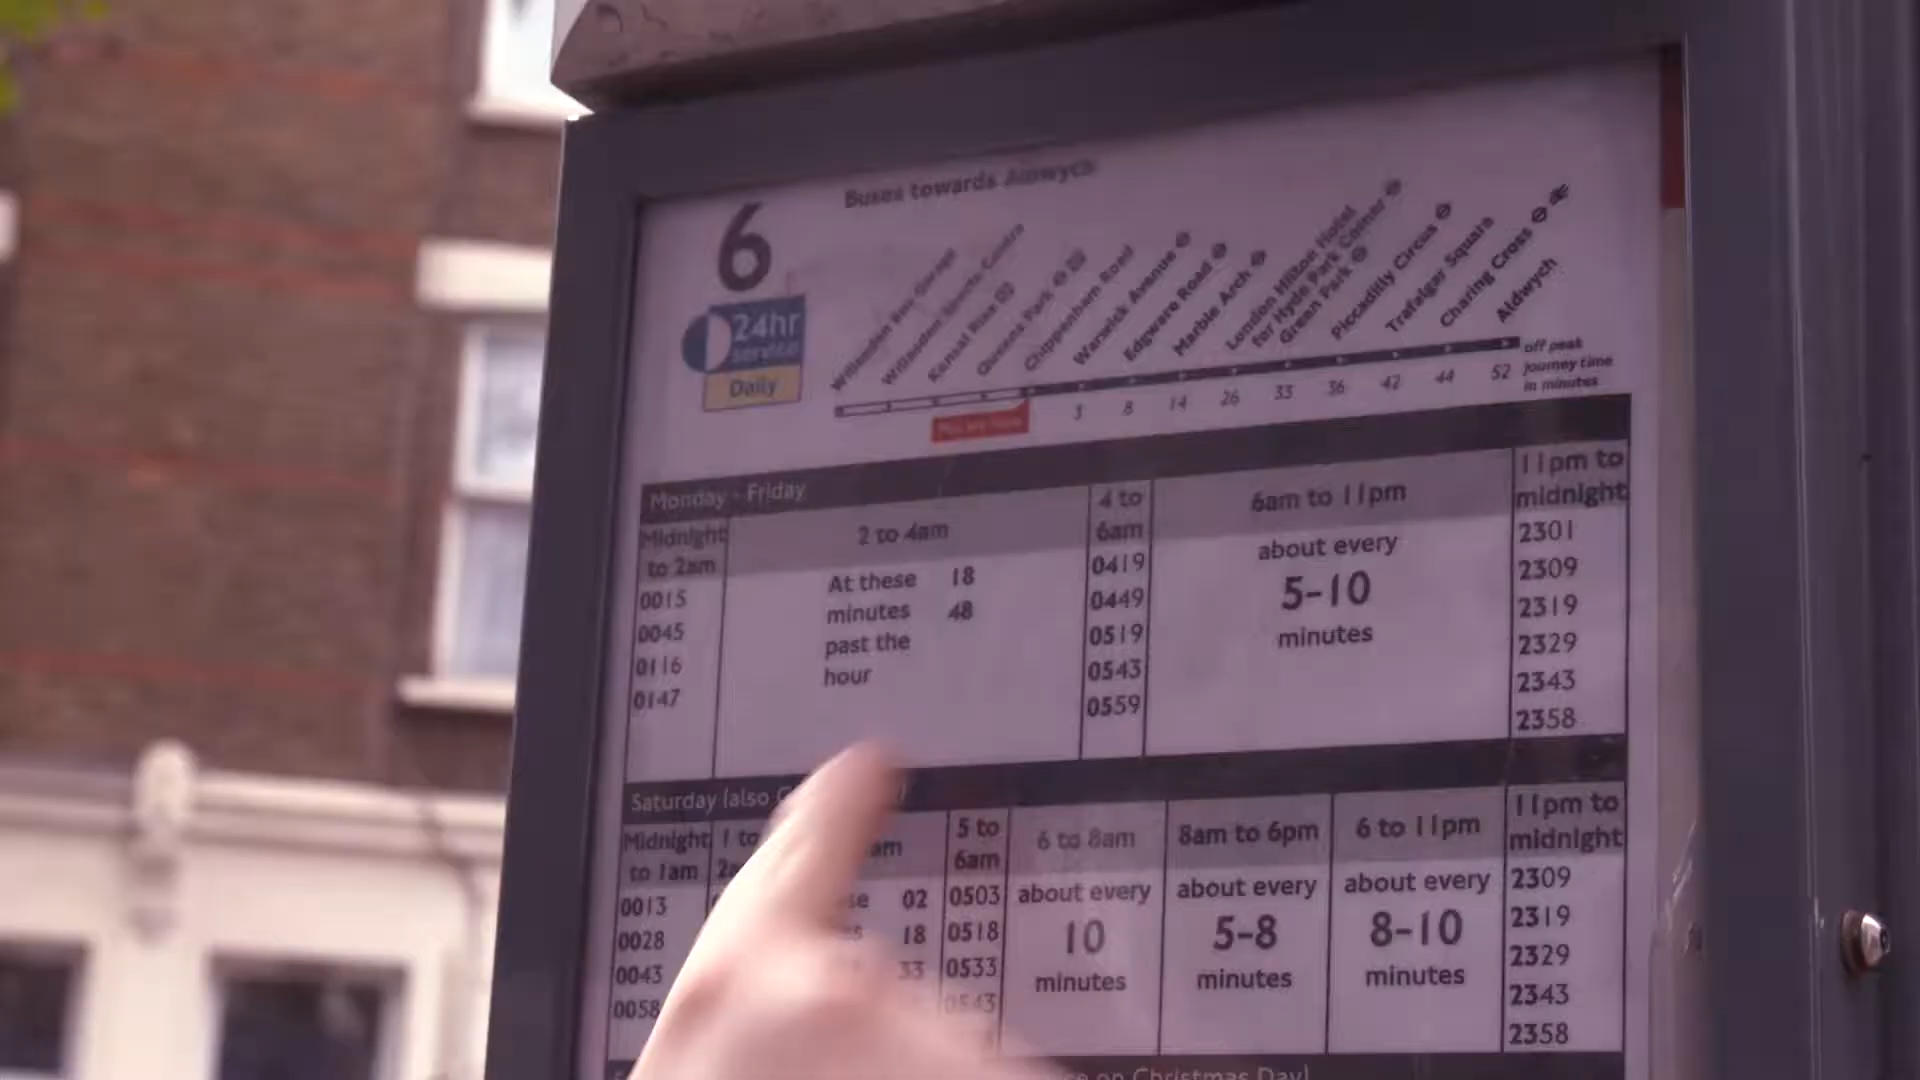 Buses towards Aldwych
6
24hr
service
Daily
Willesden Bus Garage
Willesden Sports Centre
Kensal Rise
Queens Park
Chippenham Road
Warwick Avenue
Edgware Road
Marble Arch
London Hilton Hotel
for Hyde Park Corner
Green Park
Piccadilly Circus
Trafalgar Square
Charing Cross
Aldwych
You are here
3 8 14 26 33 36 42 44 52
off peak
journey time
in minutes
Monday - Friday
Midnight
to 2am
0015
0045
0116
0147
2 to 4am
At these 18
minutes 48
past the
hour
4 to
6am
0419
0449
0519
0543
0559
6am to 11pm
about every
5-10
minutes
11pm to
midnight
2301
2309
2319
2329
2343
2358
Saturday (also
Midnight
to 1am
0013
0028
0043
0058
1 to
am
02
18
33
5 to
6am
0503
0518
0533
0543
6 to 8am
about every
10
minutes
8am to 6pm
about every
5-8
minutes
6 to 11pm
about every
8-10
minutes
11pm to
midnight
2309
2319
2329
2343
2358
on Christmas Day)